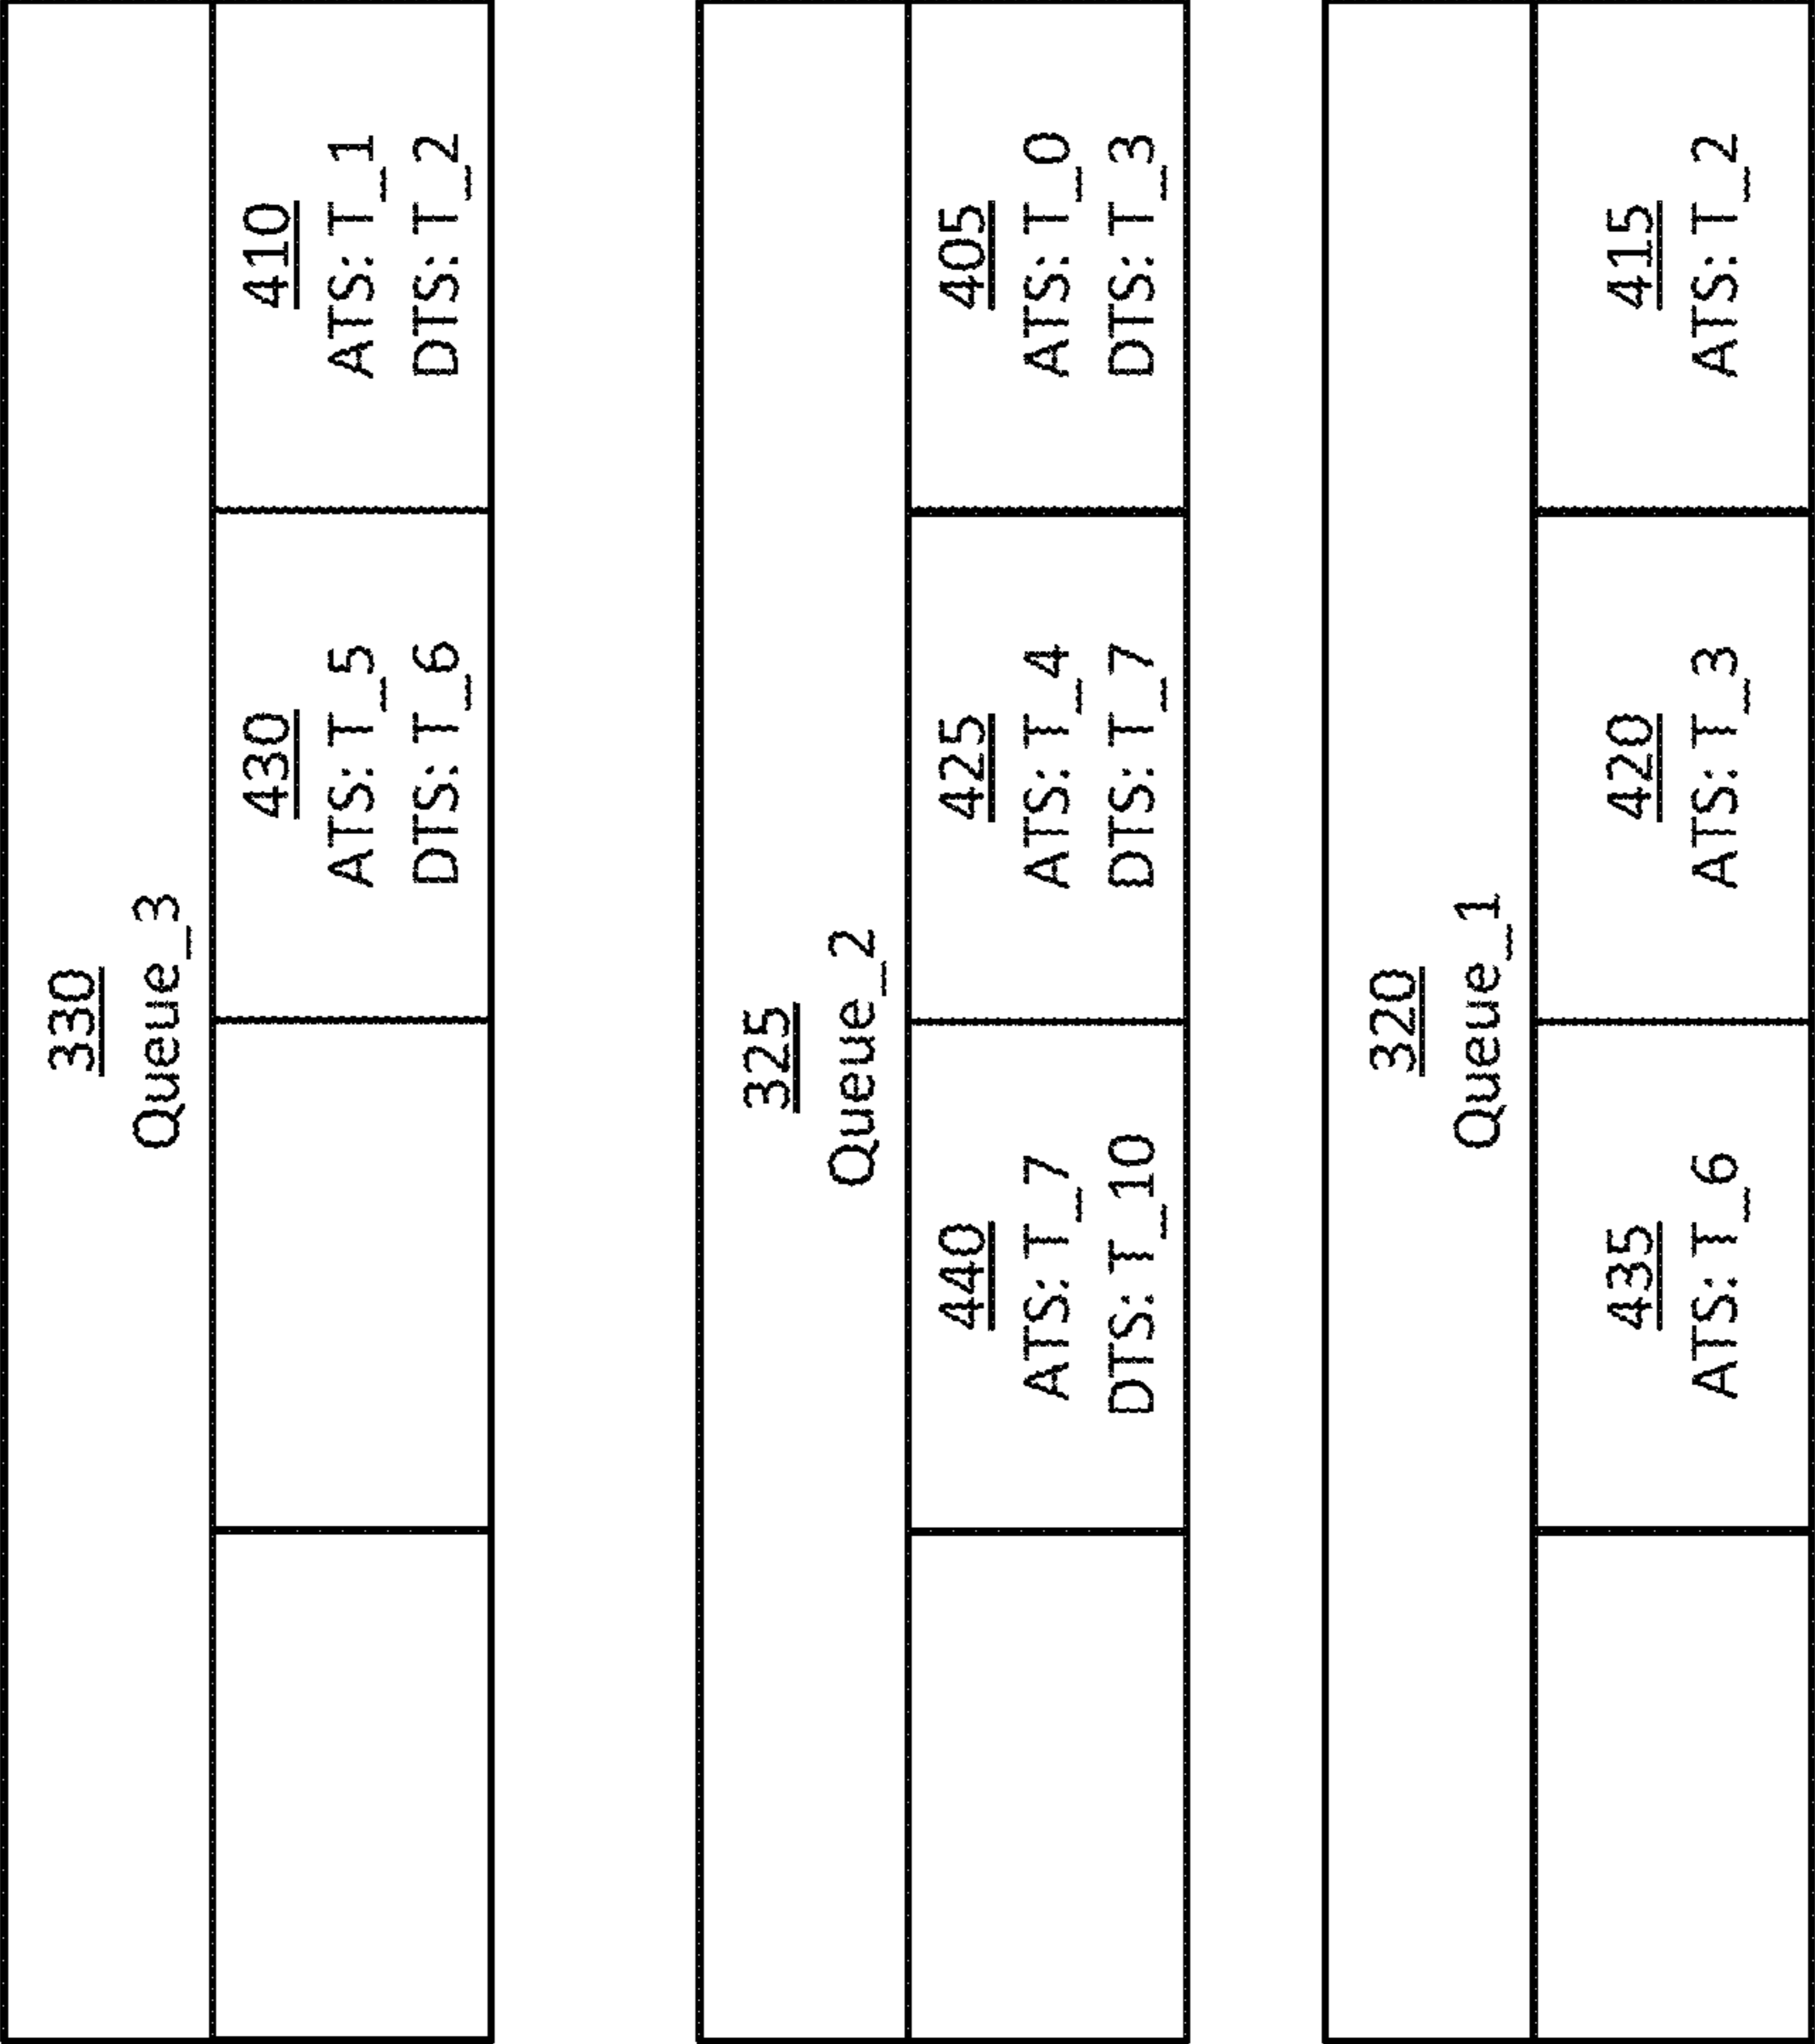 330
Queue_3
430
ATS: T_5
DTS: T_6
410
ATS: T_1
DTS: T_2
325
Queue_2
440
ATS: T_7
DTS: T_10
425
ATS: T_4
DTS: T_7
405
ATS: T_0
DTS: T_3
320
Queue_1
435
ATS: T_6
420
ATS: T_3
415
ATS: T_2